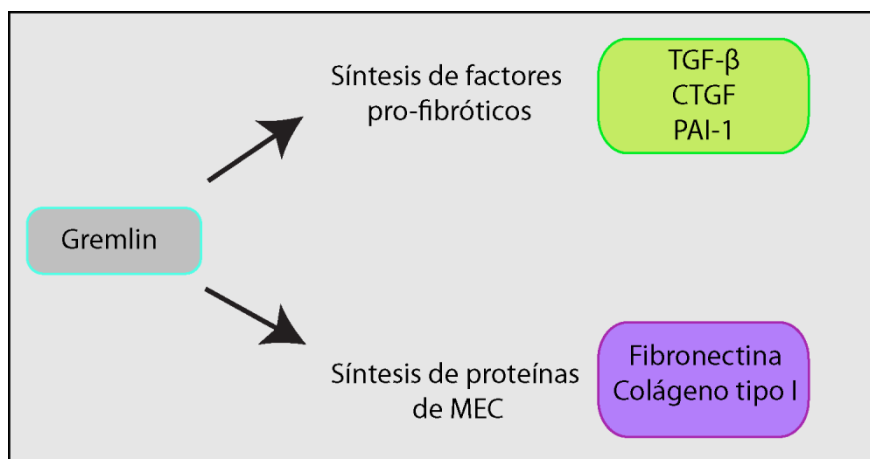 Síntesis de factores
pro-fibróticos
TGF-β
CTGF
PAI-1
Gremlin
Síntesis de proteínas
de MEC
Fibronectina
Colágeno tipo I